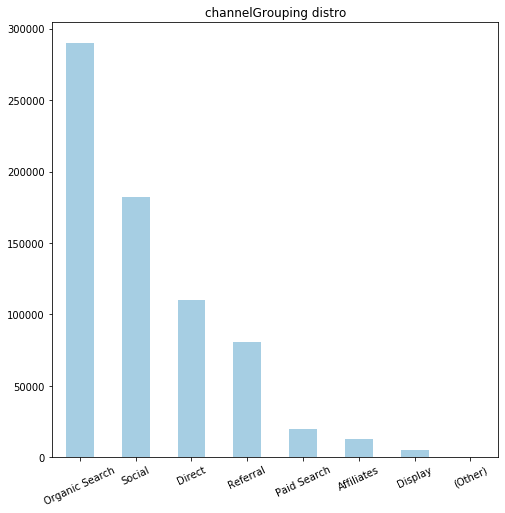 channelGrouping distro
300000
250000
200000
150000
100000
50000
0
Organic Search
Social
Direct
Referral
Paid Search
Affiliates
Display
(Other)